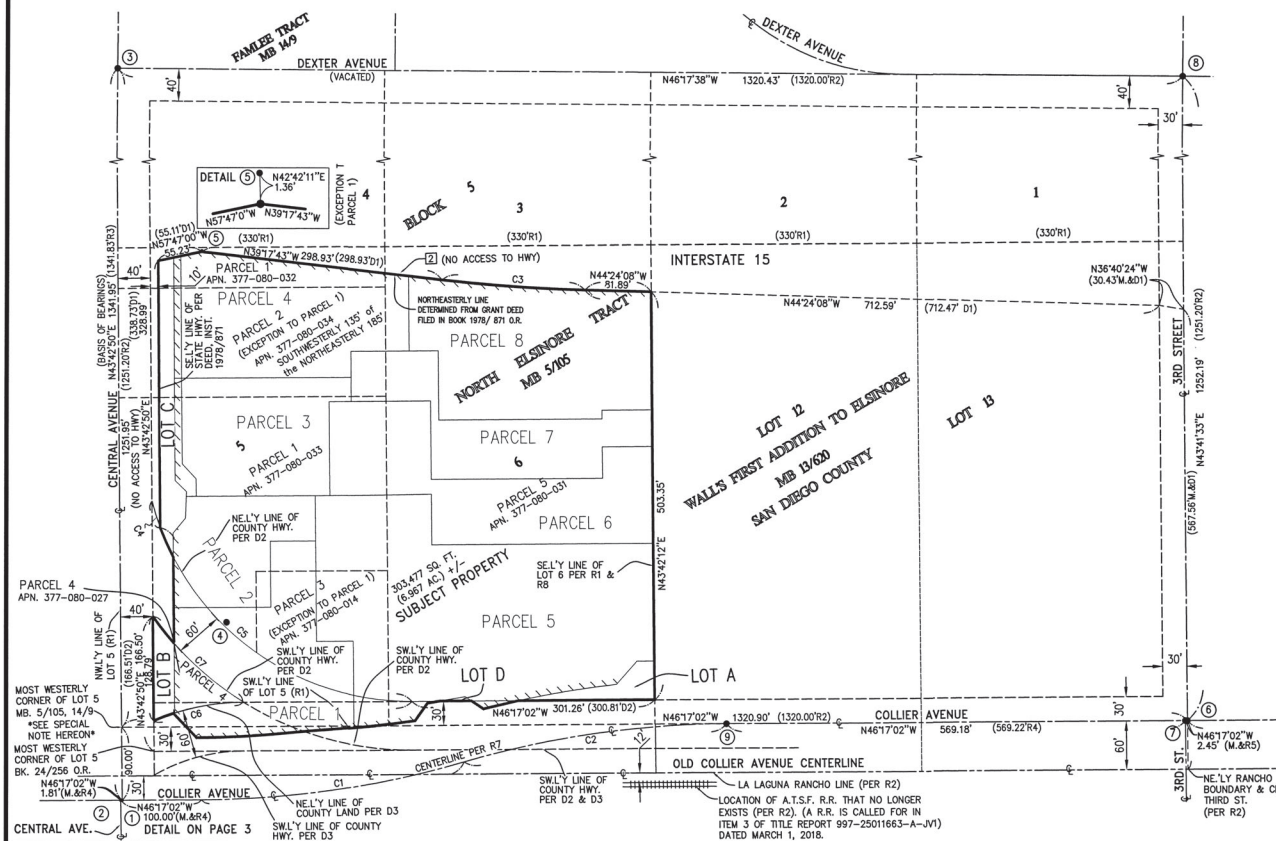 FAMLEE TRACT
MB 14/9
DEXTER AVENUE
3
DEXTER AVENUE
(VACATED)
N46°17'38"W 1320.43' (1320.00'R2)
8
40'
40'
30'
DETAIL 5
N42°42'11"E
1.36'
N57°47'0"W
N39°17'43"W
(EXCEPTION T
PARCEL 1)
4
BLOCK 5
3
2
1
(55.11'D1)
N57°47'00"W
55.23'
5
(330'R1)
(330'R1)
(330'R1)
(330'R1)
N39°17'43"W 298.93'(298.93'D1)
2 (NO ACCESS TO HWY)
C3
N44°24'08"W
81.89'
INTERSTATE 15
N36°40'24"W
(30.43'M.&D1)
N44°24'08"W 712.59' (712.47' D1)
40'
10'
PARCEL 1
APN. 377-080-032
PARCEL 4
PARCEL 2
(EXCEPTION TO PARCEL 1)
APN. 377-080-034
SOUTHWESTERLY 135' of
the NORTHEASTERLY 185'
NORTHEASTERLY LINE
DETERMINED FROM GRANT DEED
FILED IN BOOK 1978/ 871 O.R.
PARCEL 8
NORTH ELSINORE TRACT
MB 5/105
CENTRAL AVENUE
(BASIS OF BEARINGS)
N43°42'50"E 1341.95' (1341.83'R3)
1251.95' (1251.20'R2)
(NO ACCESS TO HWY)
N43°42'50"E
328.99'
(338.73'D1)
SE.L'Y LINE OF
STATE HWY. PER
DEED, INST.
1978/871
LOT C
PARCEL 3
5
PARCEL 1
APN. 377-080-033
PARCEL 7
6
PARCEL 5
APN. 377-080-031
PARCEL 6
LOT 12
WALL'S FIRST ADDITION TO ELSINORE
MB 13/620
SAN DIEGO COUNTY
LOT 13
3RD STREET
N43°41'33"E 1252.19' (1251.20'R2)
(567.56'M.&D1)
NE.L'Y LINE OF
COUNTY HWY.
PER D2
PARCEL 2
PARCEL 3
(EXCEPTION TO PARCEL 1)
APN. 377-080-014
303,477 SQ. FT.
(6.967 AC.) +/-
SUBJECT PROPERTY
PARCEL 5
SE.L'Y LINE OF
LOT 6 PER R1 &
R8
N43°42'12"E 503.35'
PARCEL 4
APN. 377-080-027
40'
60'
4
C5
C7
NW.L'Y LINE OF
LOT 5 (R1)
(166.51'D2)
N43°42'50"E 166.50'
128.79
LOT B
PARCEL 4
SW.L'Y LINE OF
COUNTY HWY.
PER D2
SW.L'Y LINE
OF LOT 5 (R1)
SW.L'Y LINE OF
COUNTY HWY.
PER D2
LOT D
LOT A
PARCEL 1
C6
30'
60'
30'
N46°17'02"W 301.26' (300.81'D2)
30'
30'
60'
MOST WESTERLY
CORNER OF LOT 5
MB. 5/105, 14/9
*SEE SPECIAL
NOTE HEREON*
MOST WESTERLY
CORNER OF LOT 5
BK. 24/256 O.R.
N46°17'02"W 1320.90' (1320.00'R2)
COLLIER AVENUE
N46°17'02"W 569.18' (569.22'R4)
9
6
7
N46°17'02"W
2.45' (M.&R5)
C2
CENTERLINE PER R7
C1
OLD COLLIER AVENUE CENTERLINE
12'
90.00'
30'
N46°17'02"W
1.81'(M.&R4)
COLLIER AVENUE
N46°17'02"W
100.00'(M.&R4)
2
1
CENTRAL AVE.
DETAIL ON PAGE 3
NE.L'Y LINE OF
COUNTY LAND PER D3
SW.L'Y LINE OF COUNTY
HWY. PER D3
SW.L'Y LINE OF
COUNTY HWY.
PER D2 & D3
LA LAGUNA RANCHO LINE (PER R2)
LOCATION OF A.T.S.F. R.R. THAT NO LONGER
EXISTS (PER R2). (A R.R. IS CALLED FOR IN
ITEM 3 OF TITLE REPORT 997-25011663-A-JV1)
DATED MARCH 1, 2018.
3RD. ST.
NE.'LY RANCHO
BOUNDARY &
THIRD ST.
(PER R2)